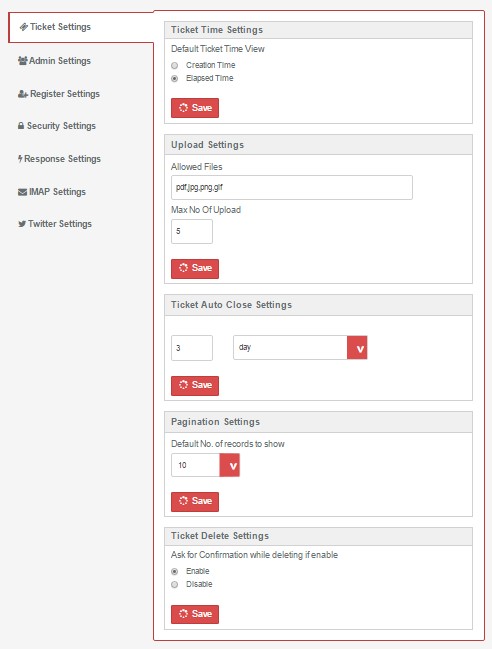 Ticket Settings
Admin Settings
Register Settings
Security Settings
Response Settings
IMAP Settings
Twitter Settings
Ticket Time Settings
Default Ticket Time View
Creation Time
Elapsed Time
Save
Upload Settings
Allowed Files
pdf,jpg,png,gif
Max No Of Upload
5
Save
Ticket Auto Close Settings
3 day v
Save
Pagination Settings
Default No. of records to show
10 v
Save
Ticket Delete Settings
Ask for Confirmation while deleting if enable
Enable
Disable
Save